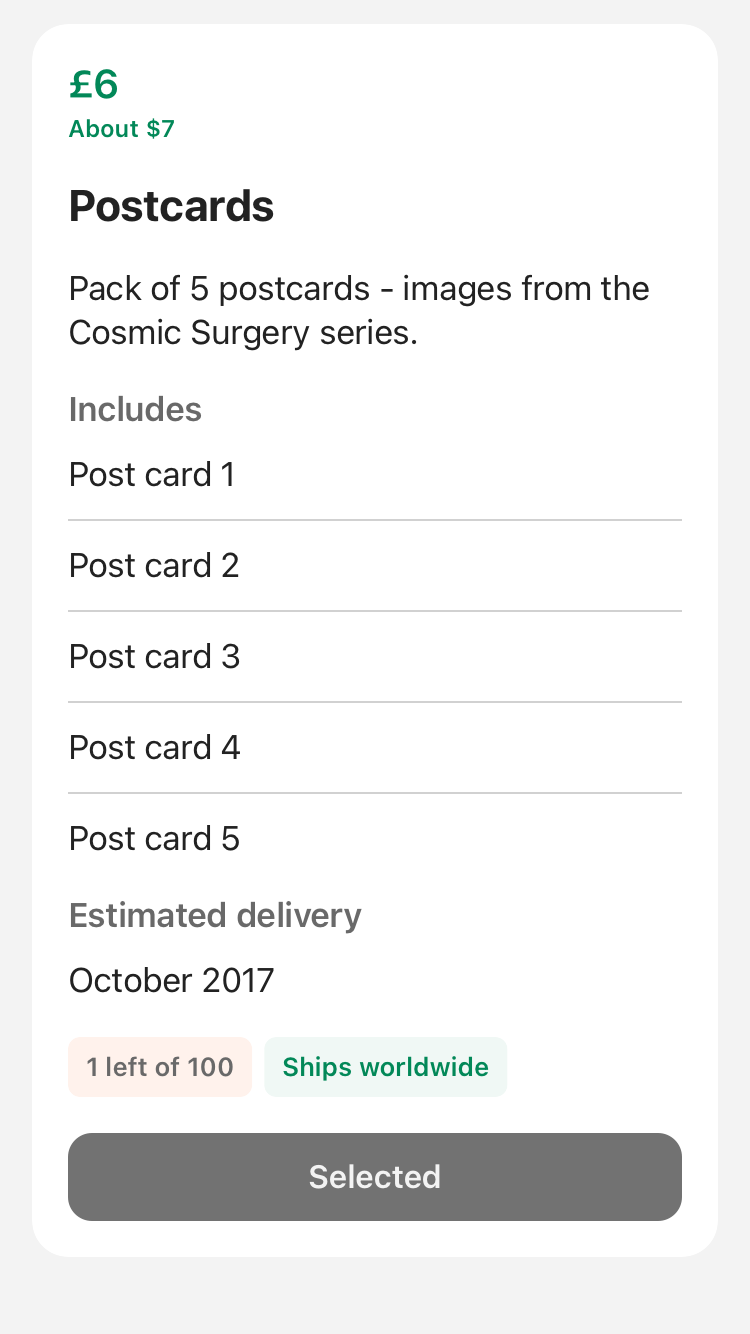 £6
About $7
Postcards
Pack of 5 postcards - images from the
Cosmic Surgery series.
Includes
Post card 1
Post card 2
Post card 3
Post card 4
Post card 5
Estimated delivery
October 2017
1 left of 100
Ships worldwide
Selected